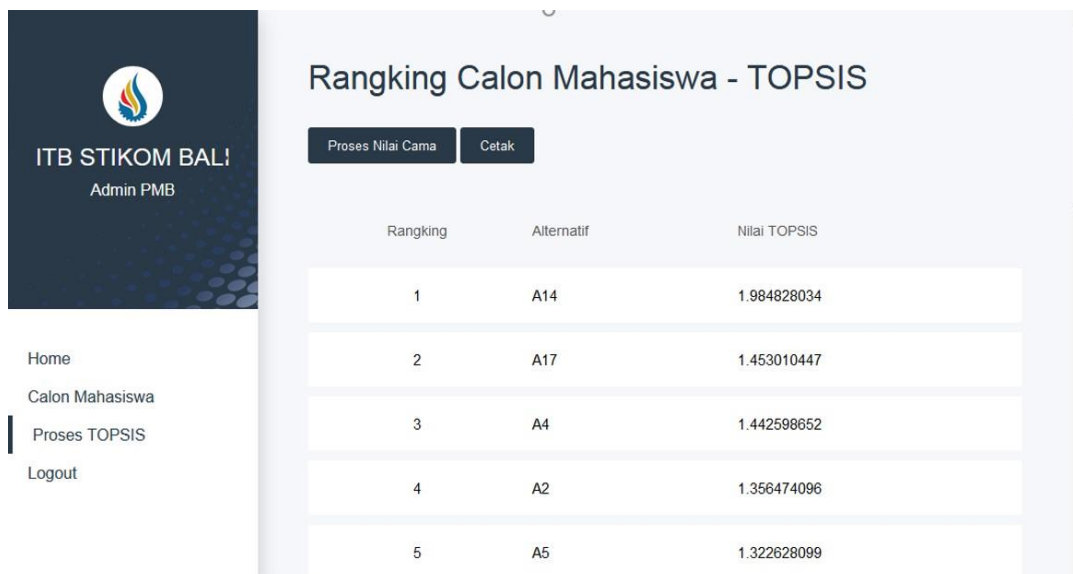 ITB STIKOM BALI
Admin PMB
Home
Calon Mahasiswa
Proses TOPSIS
Logout
Rangking Calon Mahasiswa - TOPSIS
Proses Nilai Cama Cetak
Rangking Alternatif Nilai TOPSIS
1 A14 1.984828034
2 A17 1.453010447
3 A4 1.442598652
4 A2 1.356474096
5 A5 1.322628099